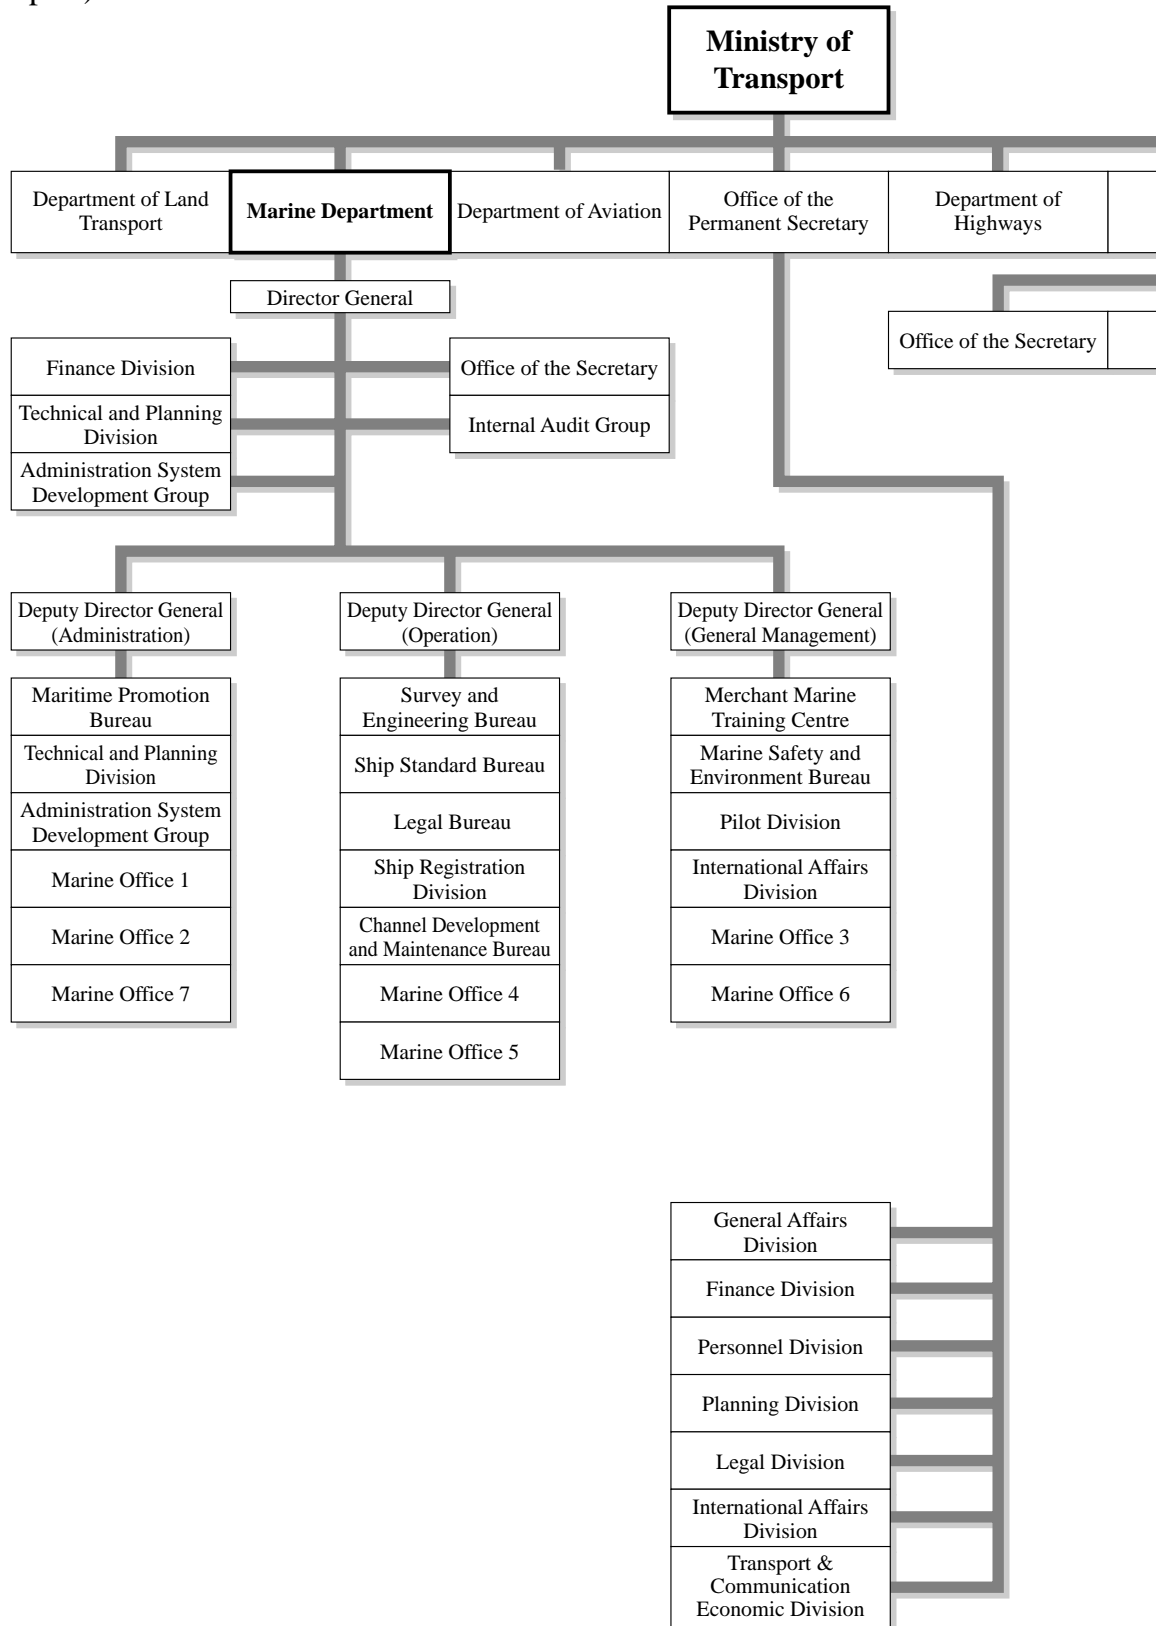 Ministry of
Transport
Department of Land
Transport
Marine Department
Department of Aviation
Office of the
Permanent Secretary
Department of
Highways
Director General
Office of the Secretary
Finance Division
Office of the Secretary
Technical and Planning
Division
Internal Audit Group
Administration System
Development Group
Deputy Director General
(Administration)
Deputy Director General
(Operation)
Deputy Director General
(General Management)
Maritime Promotion
Bureau
Technical and Planning
Division
Administration System
Development Group
Marine Office 1
Marine Office 2
Marine Office 7
Survey and
Engineering Bureau
Ship Standard Bureau
Legal Bureau
Ship Registration
Division
Channel Development
and Maintenance Bureau
Marine Office 4
Marine Office 5
Merchant Marine
Training Centre
Marine Safety and
Environment Bureau
Pilot Division
International Affairs
Division
Marine Office 3
Marine Office 6
General Affairs
Division
Finance Division
Personnel Division
Planning Division
Legal Division
International Affairs
Division
Transport &
Communication
Economic Division